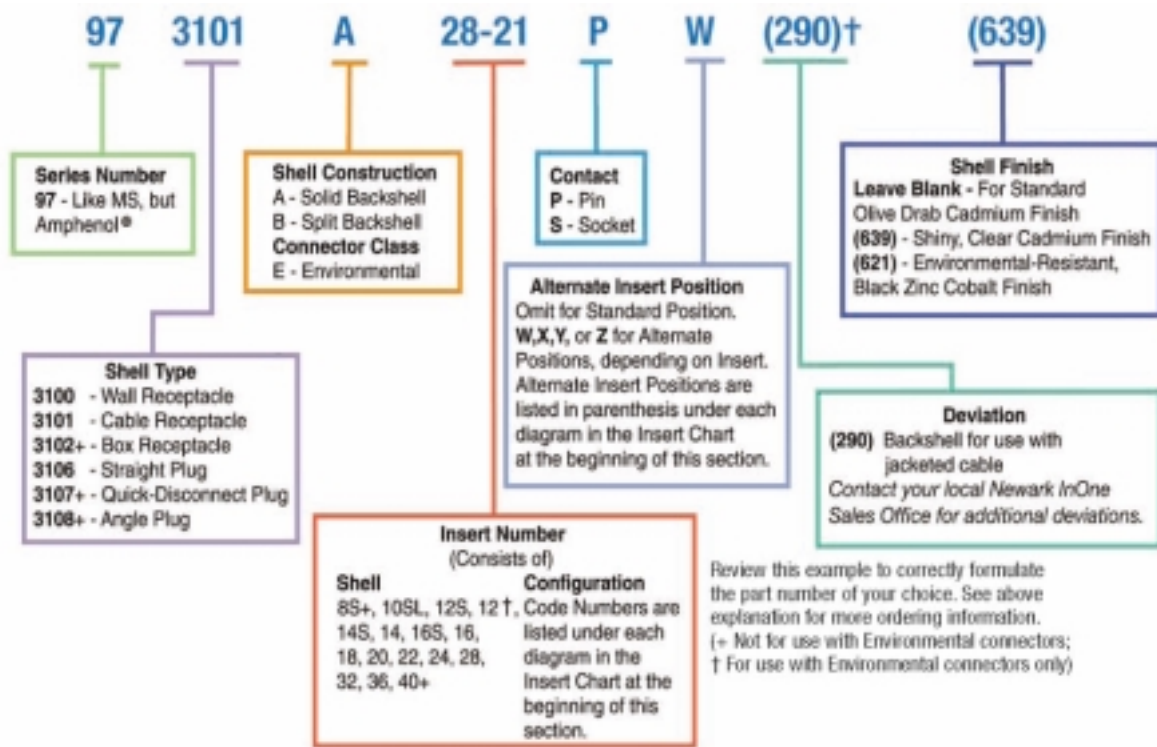 97 3101 A 28-21 P W (290)† (639)
Series Number
97 - Like MS, but
Amphenol®
Shell Construction
A - Solid Backshell
B - Split Backshell
Connector Class
E - Environmental
Contact
P - Pin
S - Socket
Shell Finish
Leave Blank - For Standard
Olive Drab Cadmium Finish
(639) - Shiny, Clear Cadmium Finish
(621) - Environmental-Resistant,
Black Zinc Cobalt Finish
Alternate Insert Position
Omit for Standard Position.
W,X,Y, or Z for Alternate
Positions, depending on Insert.
Alternate Insert Positions are
listed in parenthesis under each
diagram in the Insert Chart
at the beginning of this section.
Shell Type
3100 - Wall Receptacle
3101 - Cable Receptacle
3102+ - Box Receptacle
3106 - Straight Plug
3107+ - Quick-Disconnect Plug
3108+ - Angle Plug
Deviation
(290) Backshell for use with
jacketed cable
Contact your local Newark InOne
Sales Office for additional deviations.
Insert Number
(Consists of)
Shell
8S+, 10SL, 12S, 12†,
14S, 14, 16S, 16,
18, 20, 22, 24, 28,
32, 36, 40+
Configuration
Code Numbers are
listed under each
diagram in the
Insert Chart at the
beginning of this
section.
Review this example to correctly formulate
the part number of your choice. See above
explanation for more ordering information.
(+ Not for use with Environmental connectors;
† For use with Environmental connectors only)